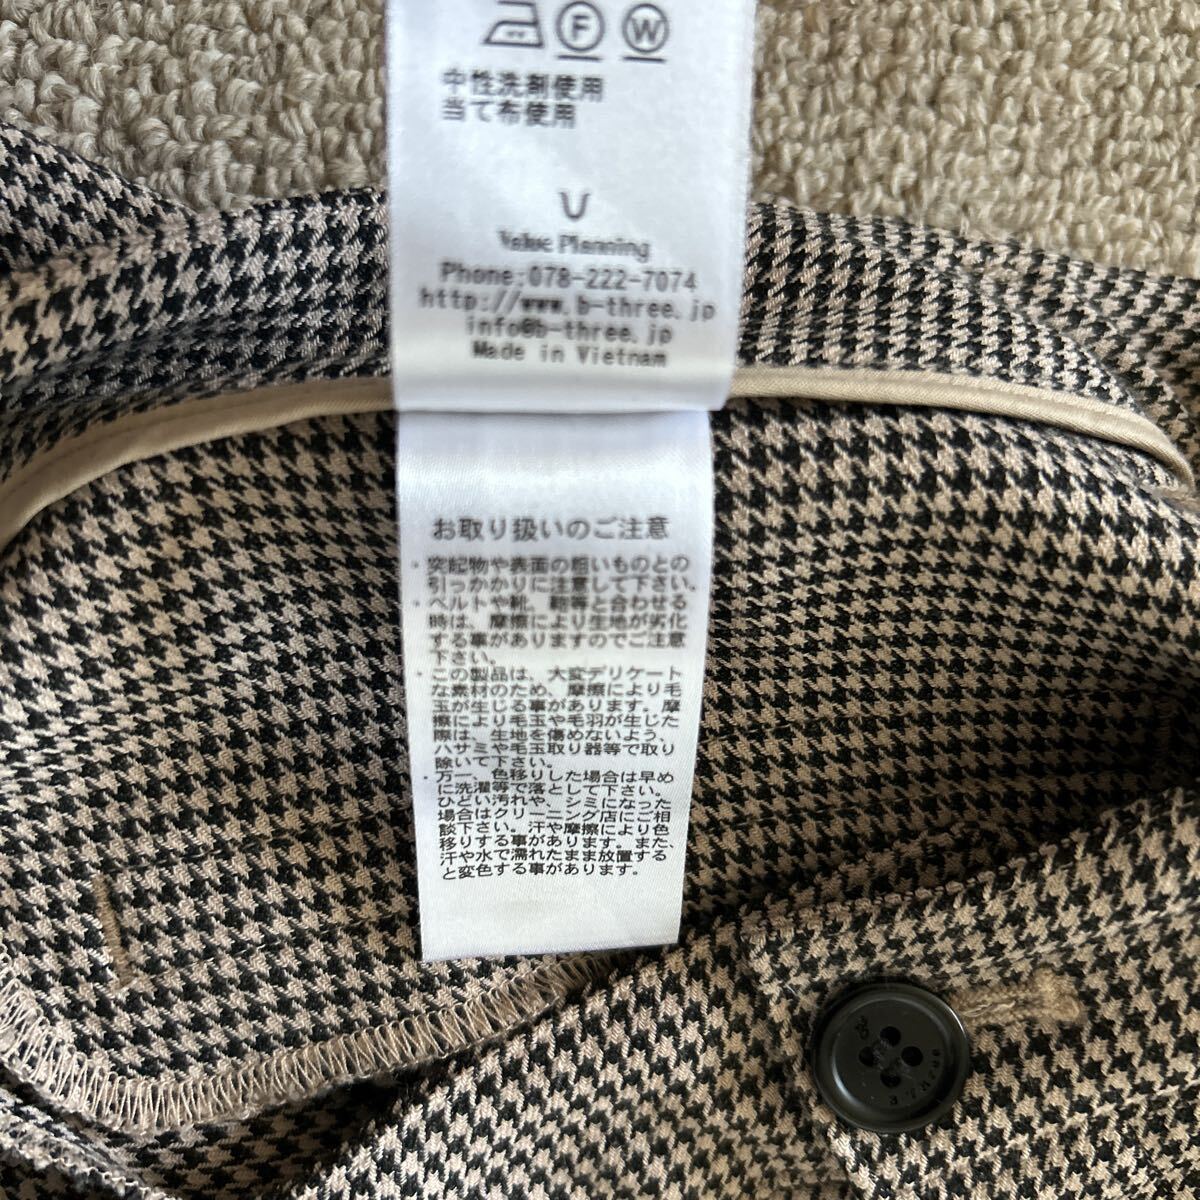 F W
中性洗剤使用
当て布使用
Value Planning
Phone:078-222-7074
http://www.b-three.jp
info@b-three.jp
Made in Vietnam
お取り扱いのご注意
・突起物や表面の粗いものとの
引っかかりに注意して下さい。
・ベルトや靴、鞄等と合わせる
時は、摩擦により生地が劣化
する事がありますのでご注意
下さい。
・この製品は、大変デリケート
な素材のため、摩擦により毛
玉が生じる事があります。摩
擦により毛玉や毛羽が生じた
際は、生地を傷めないよう、
ハサミや毛玉取り器等で取り
除いて下さい。
・万一、色移りした場合は早め
に洗濯等で落として下さい。
ひどい汚れや、シミになった
場合はクリーニング店にご相
談下さい。汗や摩擦により色
移りする事があります。また、
汗や水で濡れたまま放置する
と変色する事があります。